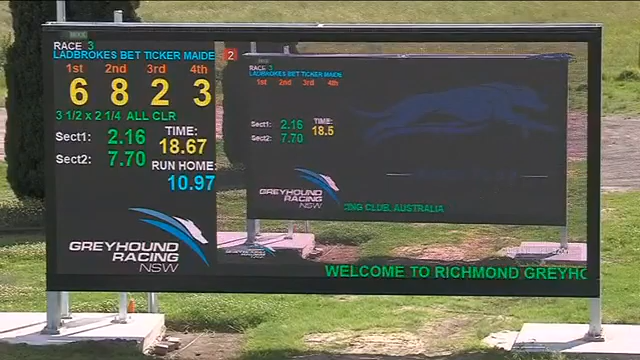 RACE 3
LADBROKES BET TICKER MAIDE
1st 2nd 3rd 4th
6 8 2 3
3 1/2 x 2 1/4 ALL CLR
Sect1: 2.16 TIME:
18.67
Sect2: 7.70
RUN HOME:
10.97
GREYHOUND
RACING
NSW
2
RACE 3
LADBROKES BET TICKER MAIDE
1st 2nd 3rd 4th
Sect1: 2.16 TIME:
18.5
Sect2: 7.70
GREYHOUND
RACING
NSW
CING CLUB, AUSTRALIA
WELCOME TO RICHMOND GREYHO